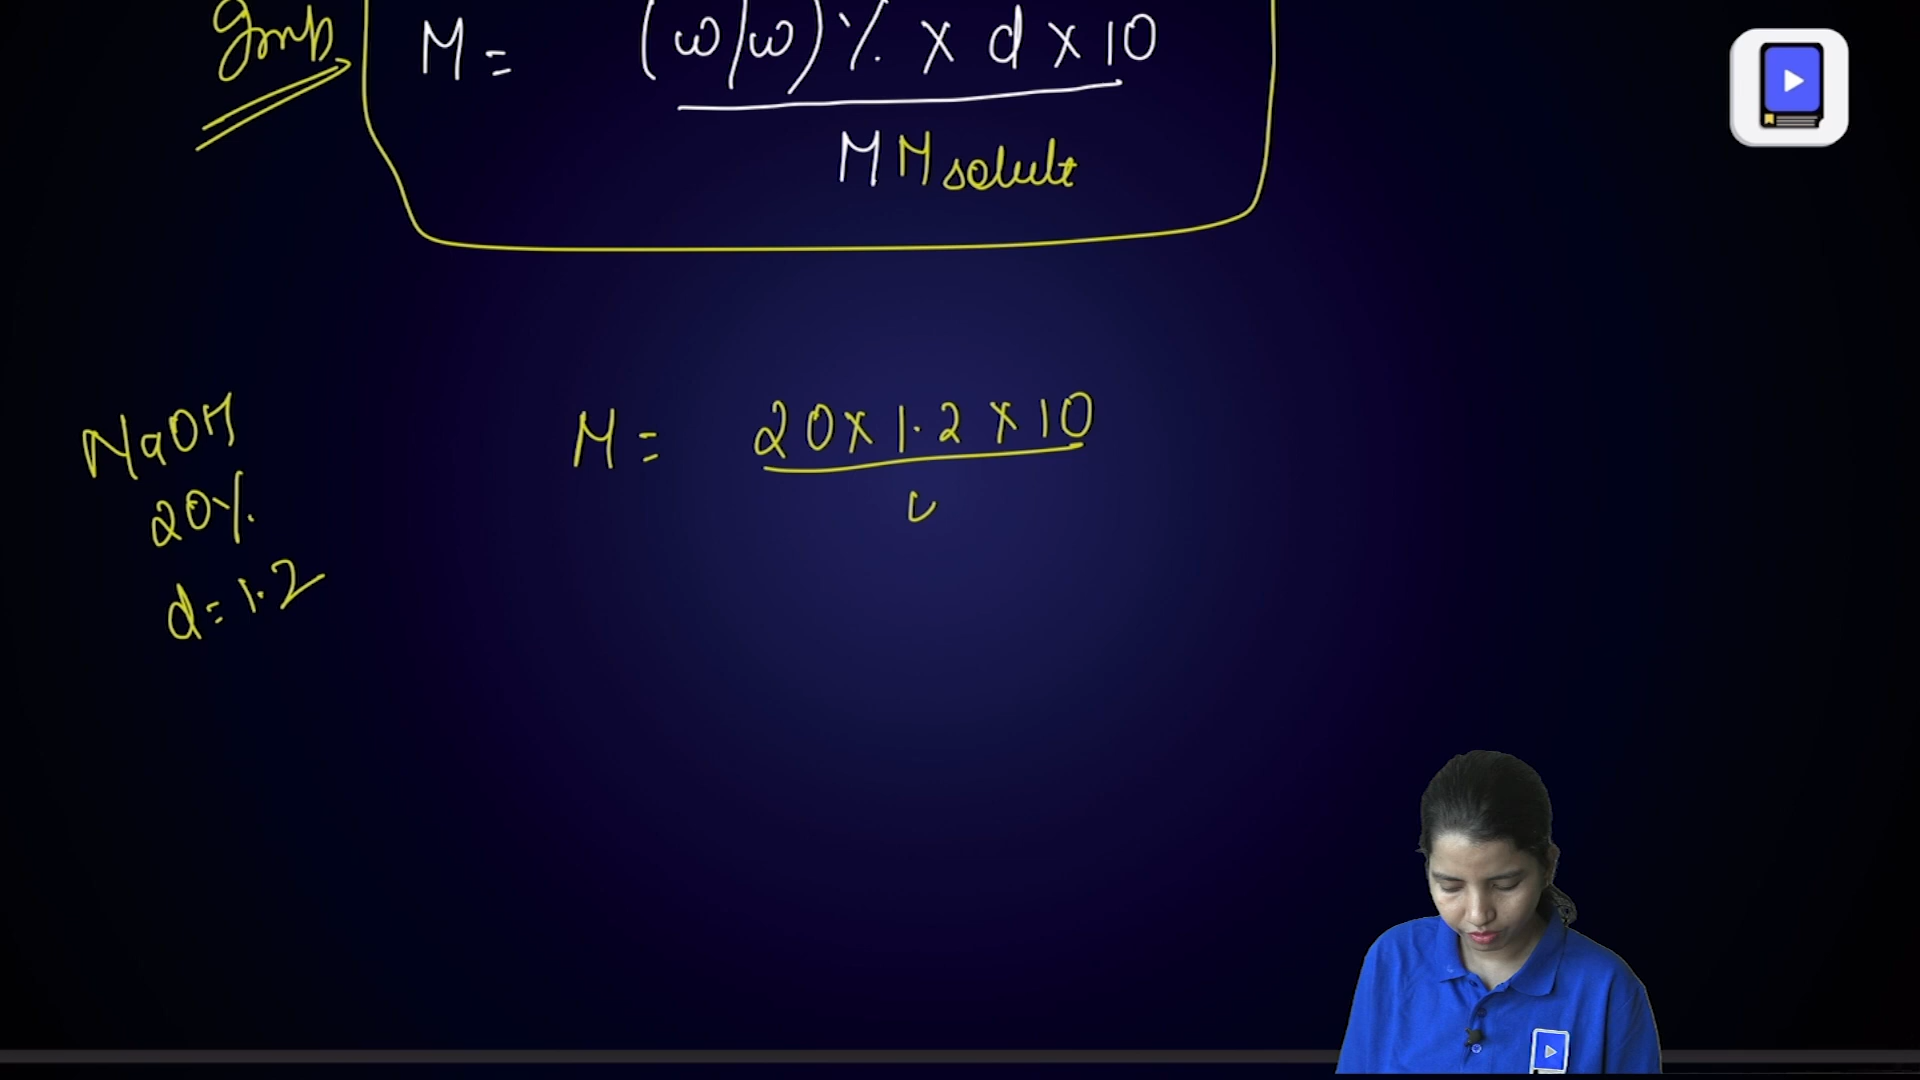 Imp
M = (w/w)% x d x 10
MM solute
NaOH
20%
d = 1.2
M = 20 x 1.2 x 10